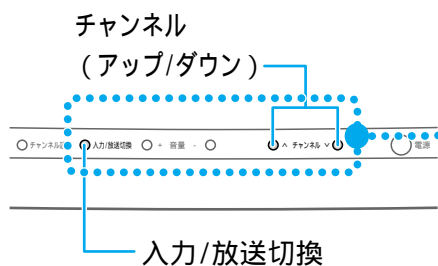 チャンネル
（アップ/ダウン）
チャンネル設 入力/放送切換 + 音量 - ∧ チャンネル ∨ 電源
入力/放送切換